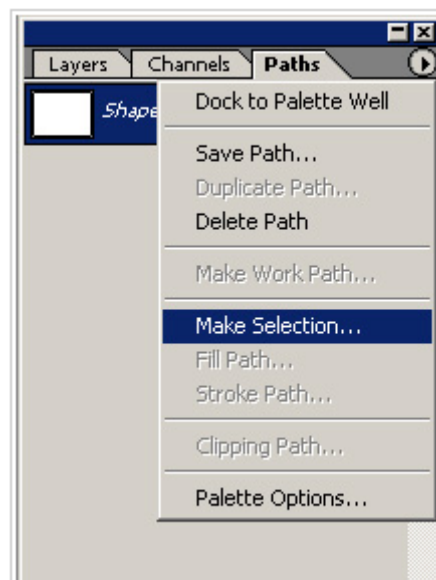 Layers Channels Paths
Shape
Dock to Palette Well
Save Path...
Duplicate Path...
Delete Path
Make Work Path...
Make Selection...
Fill Path...
Stroke Path...
Clipping Path...
Palette Options...